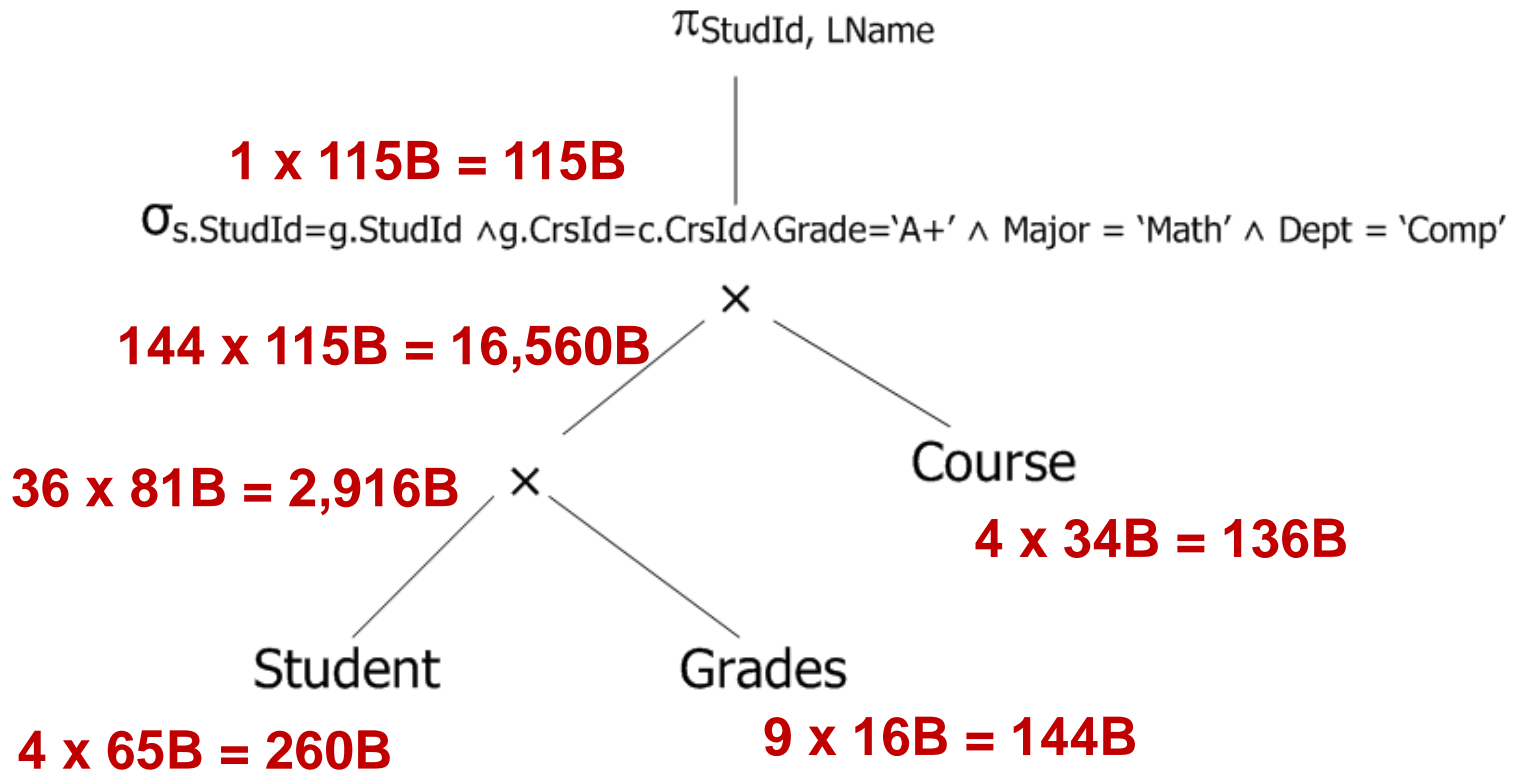 πStudId, LName
1 x 115B = 115B
σs.StudId=g.StudId ∧g.CrsId=c.CrsId∧Grade=‘A+’ ∧ Major = ‘Math’ ∧ Dept = ‘Comp’
×
144 x 115B = 16,560B
Course
36 x 81B = 2,916B ×
4 x 34B = 136B
Student Grades
9 x 16B = 144B
4 x 65B = 260B